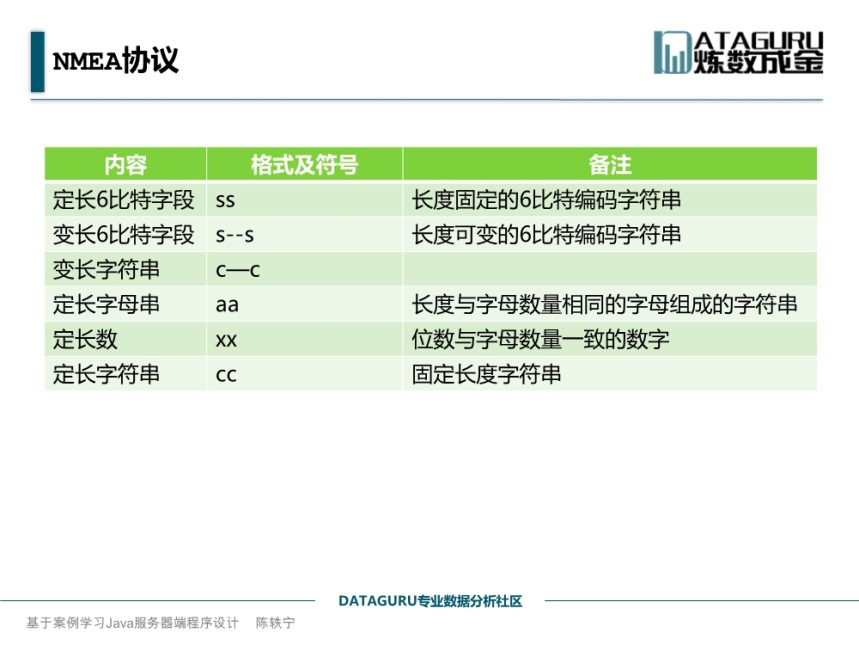 NMEA协议
DATAGURU
炼数成金
内容 格式及符号 备注
定长6比特字段 ss 长度固定的6比特编码字符串
变长6比特字段 s--s 长度可变的6比特编码字符串
变长字符串 c—c
定长字母串 aa 长度与字母数量相同的字母组成的字符串
定长数 xx 位数与字母数量一致的数字
定长字符串 cc 固定长度字符串
DATAGURU专业数据分析社区
基于案例学习Java服务器端程序设计 陈轶宁